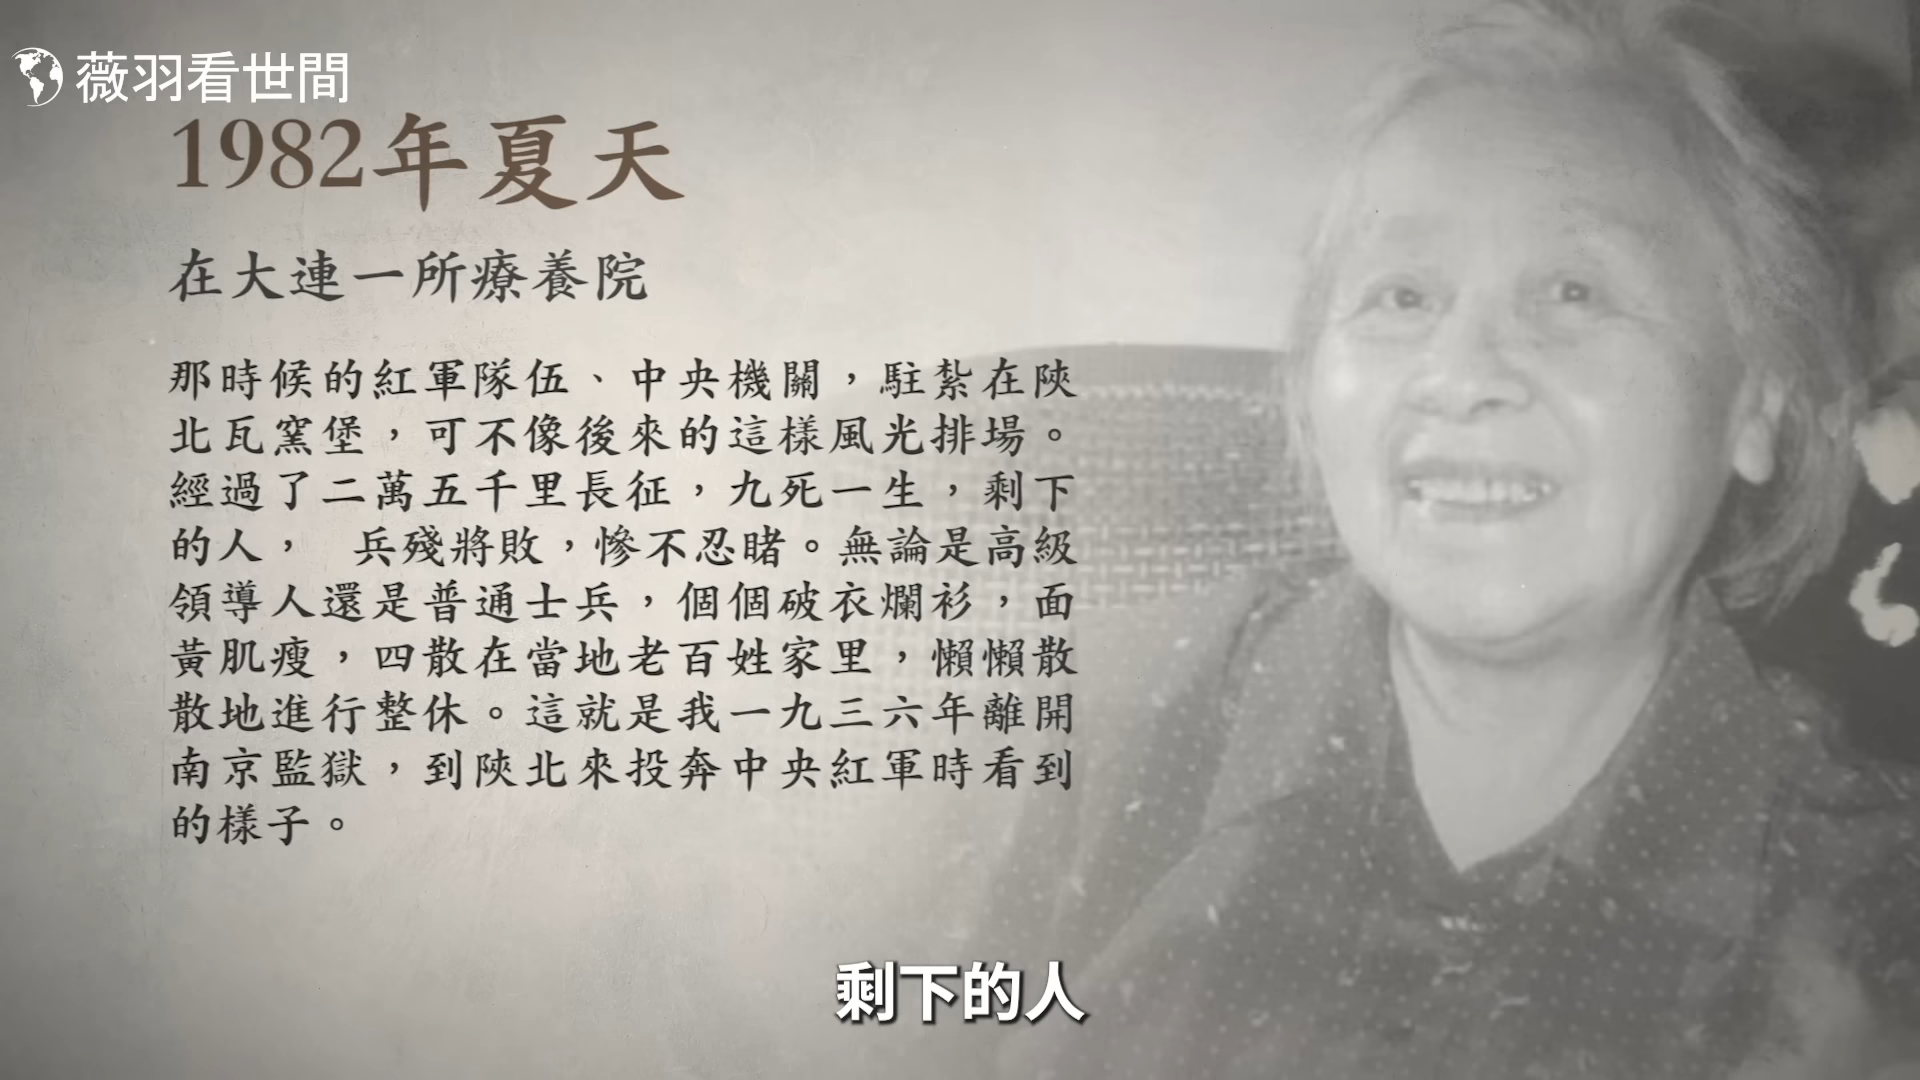 薇羽看世間
1982年夏天
在大連一所療養院
那時候的紅軍隊伍、中央機關，駐紮在陝
北瓦窯堡，可不像後來的這樣風光排場。
經過了二萬五千里長征，九死一生，剩下
的人， 兵殘將敗，慘不忍睹。無論是高級
領導人還是普通士兵，個個破衣爛衫，面
黃肌瘦，四散在當地老百姓家里，懶懶散
散地進行整休。這就是我一九三六年離開
南京監獄，到陝北來投奔中央紅軍時看到
的樣子。
剩下的人